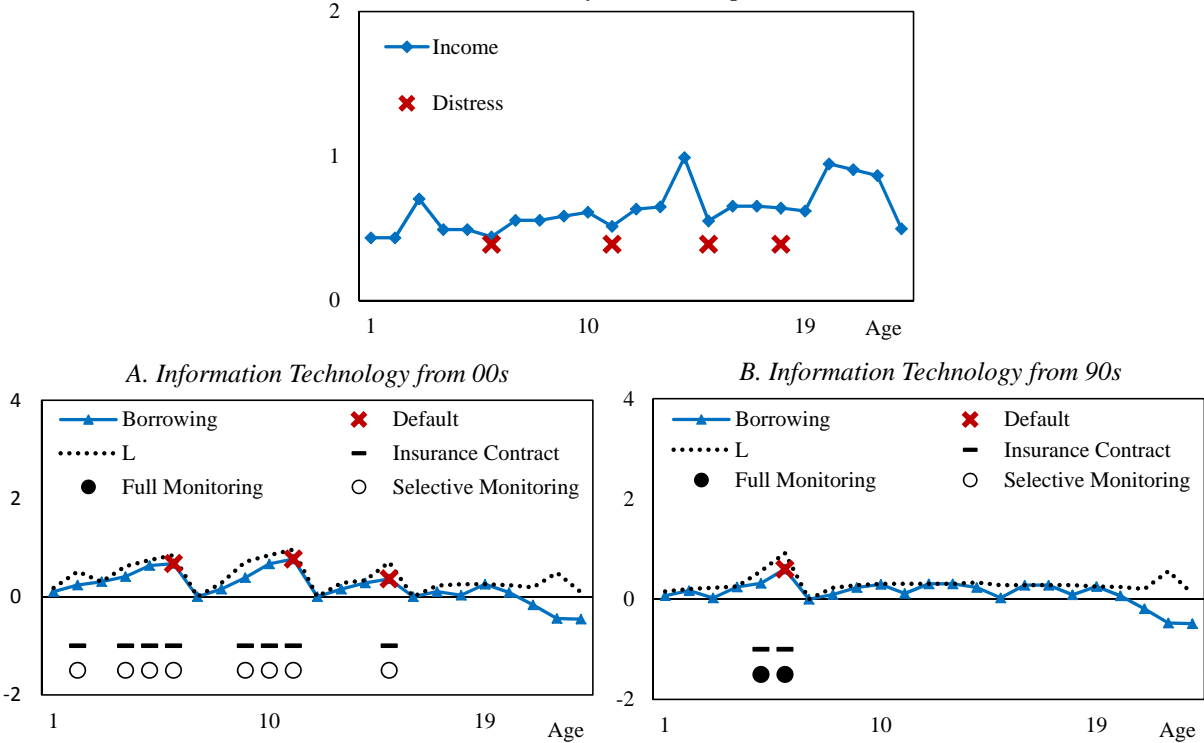 2
Income
Distress
1
0
1 10 19 Age
A. Information Technology from 00s
4
Borrowing Default
L Insurance Contract
Full Monitoring Selective Monitoring
2
0
-2
1 10 19 Age
B. Information Technology from 90s
4
Borrowing Default
L Insurance Contract
Full Monitoring Selective Monitoring
2
0
-2
1 10 19 Age